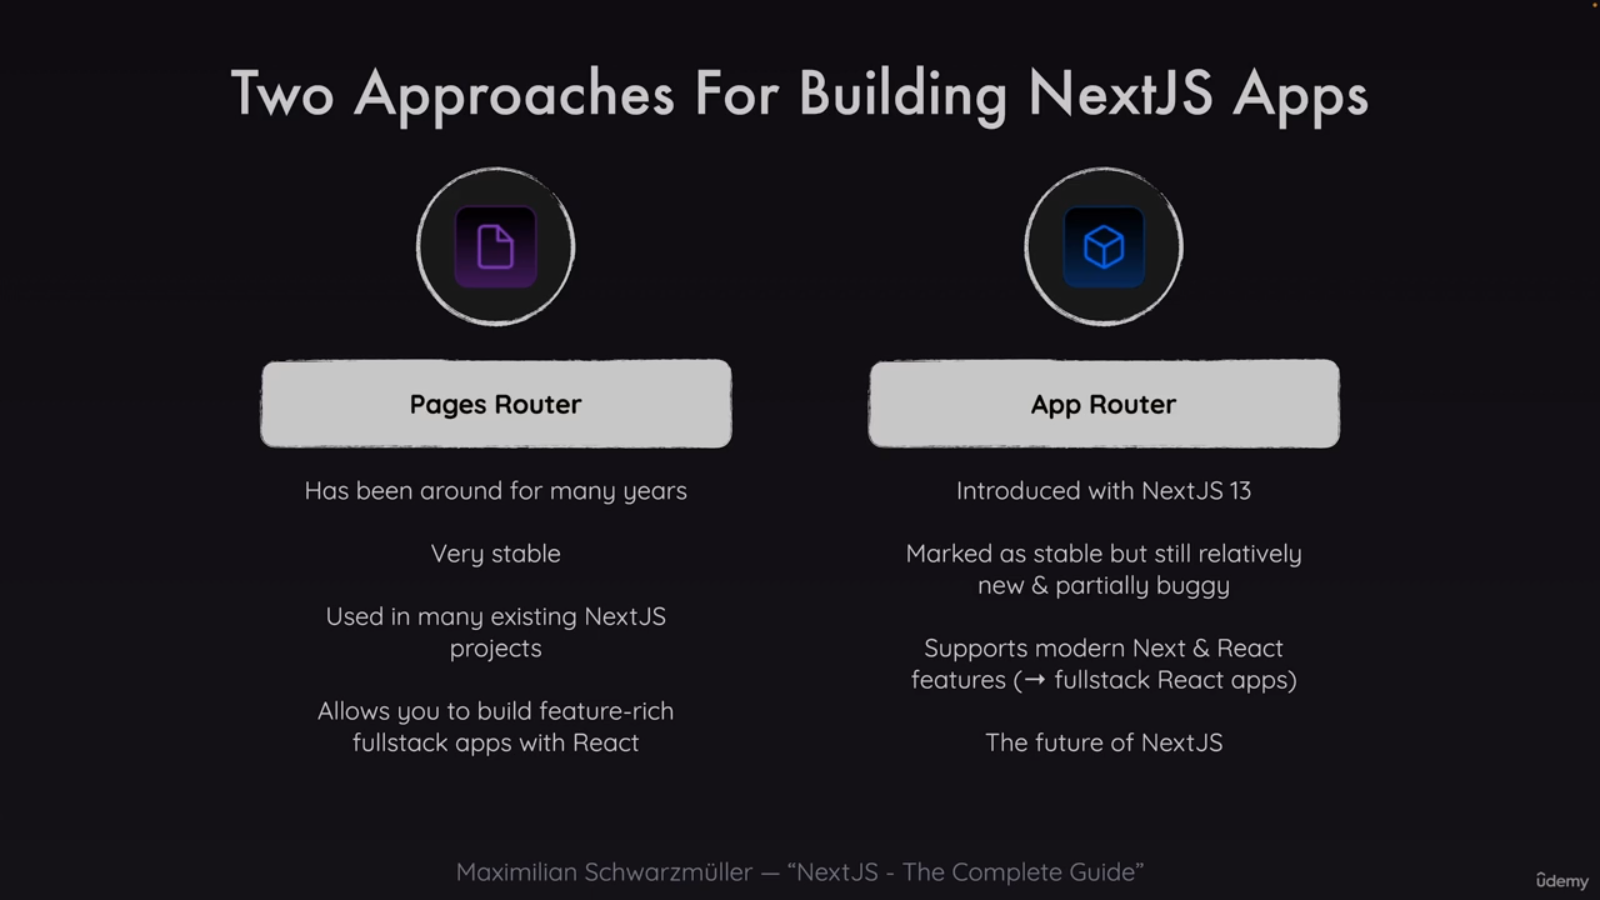 Two Approaches For Building NextJS Apps
Pages Router
Has been around for many years
Very stable
Used in many existing NextJS
projects
Allows you to build feature-rich
fullstack apps with React
App Router
Introduced with NextJS 13
Marked as stable but still relatively
new & partially buggy
Supports modern Next & React
features (→ fullstack React apps)
The future of NextJS
Maximilian Schwarzmüller — “NextJS - The Complete Guide”
ûdemy